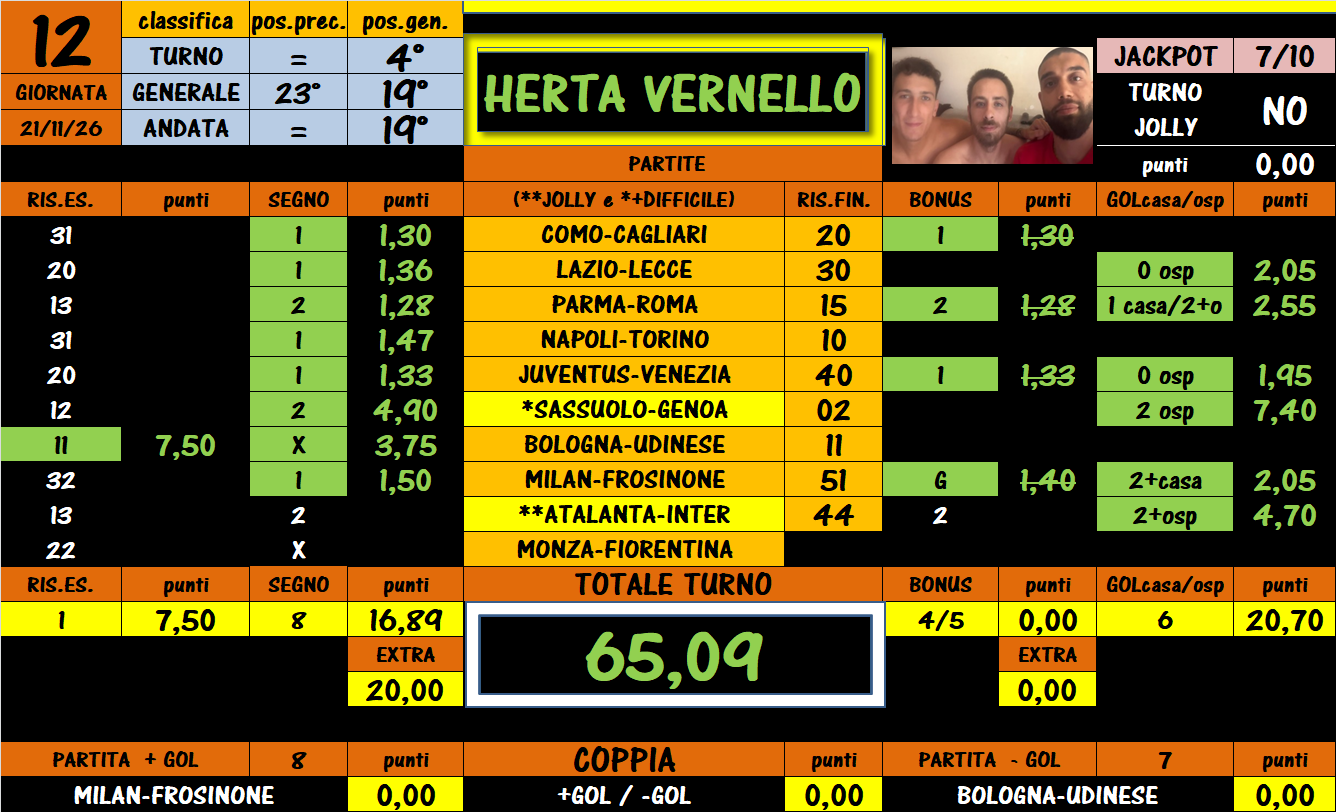 12 classifica pos.prec. pos.gen.
TURNO = 4°
GIORNATA GENERALE 23° 19°
21/11/26 ANDATA = 19°
HERTA VERNELLO
JACKPOT 7/10
TURNO
JOLLY NO
PARTITE punti 0,00
RIS.ES. punti SEGNO punti (**JOLLY e *+DIFFICILE) RIS.FIN. BONUS punti GOLcasa/osp punti
31 1 1,30 COMO-CAGLIARI 20 1 1,30
20 1 1,36 LAZIO-LECCE 30 0 osp 2,05
13 2 1,28 PARMA-ROMA 15 2 1,28 1 casa/2+o 2,55
31 1 1,47 NAPOLI-TORINO 10
20 1 1,33 JUVENTUS-VENEZIA 40 1 1,33 0 osp 1,95
12 2 4,90 *SASSUOLO-GENOA 02 2 osp 7,40
11 7,50 X 3,75 BOLOGNA-UDINESE 11
32 1 1,50 MILAN-FROSINONE 51 G 1,40 2+casa 2,05
13 2 **ATALANTA-INTER 44 2 2+osp 4,70
22 X MONZA-FIORENTINA
RIS.ES. punti SEGNO punti TOTALE TURNO BONUS punti GOLcasa/osp punti
1 7,50 8 16,89 65,09 4/5 0,00 6 20,70
EXTRA EXTRA
20,00 0,00
PARTITA + GOL 8 punti COPPIA punti PARTITA - GOL 7 punti
MILAN-FROSINONE 0,00 +GOL / -GOL 0,00 BOLOGNA-UDINESE 0,00